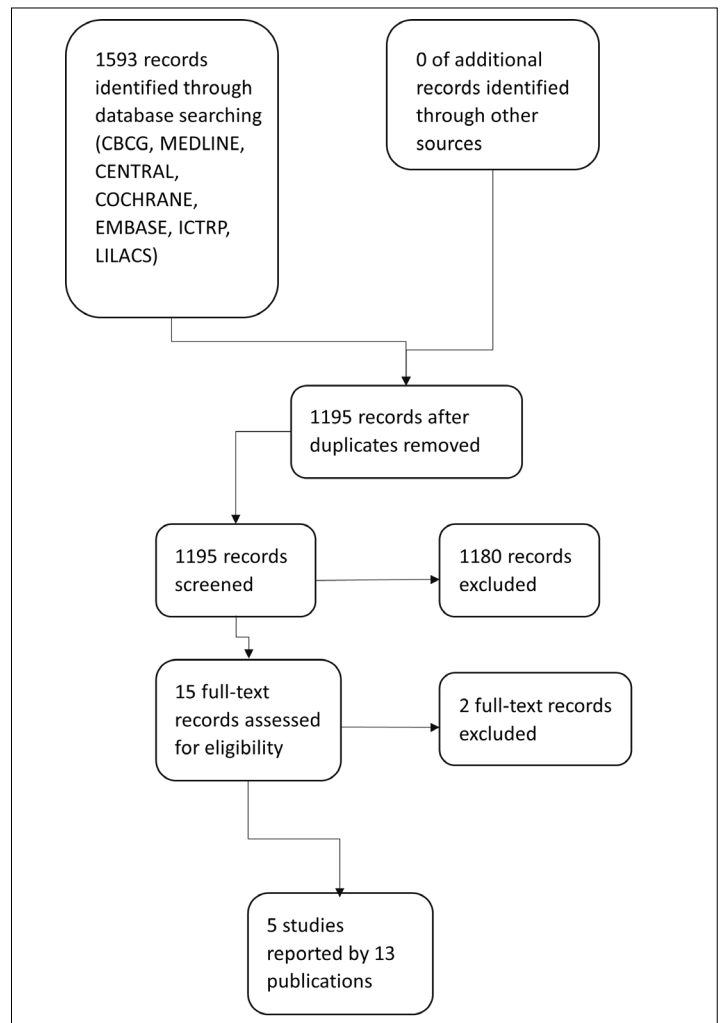 1593 records
identified through
database searching
(CBCG, MEDLINE,
CENTRAL,
COCHRANE,
EMBASE, ICTRP,
LILACS)
0 of additional
records identified
through other
sources
1195 records after
duplicates removed
1195 records
screened
1180 records
excluded
15 full-text
records assessed
for eligibility
2 full-text records
excluded
5 studies
reported by 13
publications